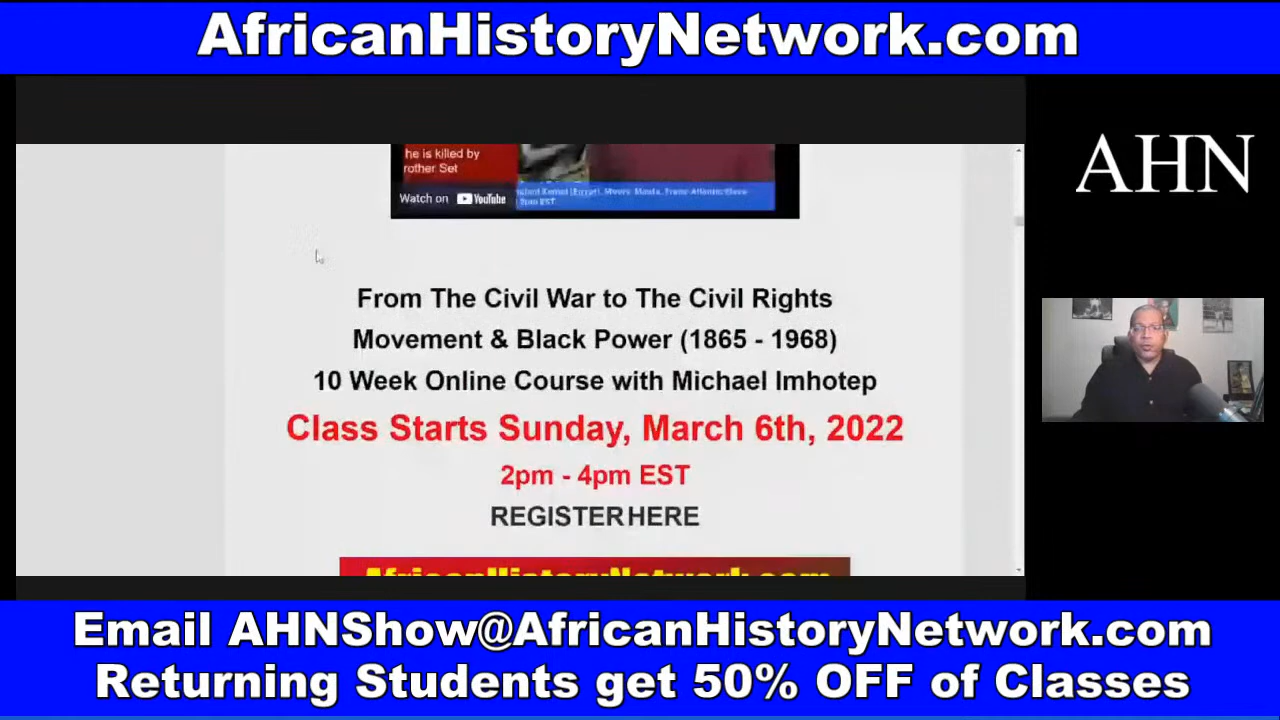 AfricanHistoryNetwork.com
AHN
he is killed by
rother Set
Watch on YouTube
From The Civil War to The Civil Rights
Movement & Black Power (1865 - 1968)
10 Week Online Course with Michael Imhotep
Class Starts Sunday, March 6th, 2022
2pm - 4pm EST
REGISTER HERE
AfricanHistoryNetwork.com
Email AHNShow@AfricanHistoryNetwork.com
Returning Students get 50% OFF of Classes